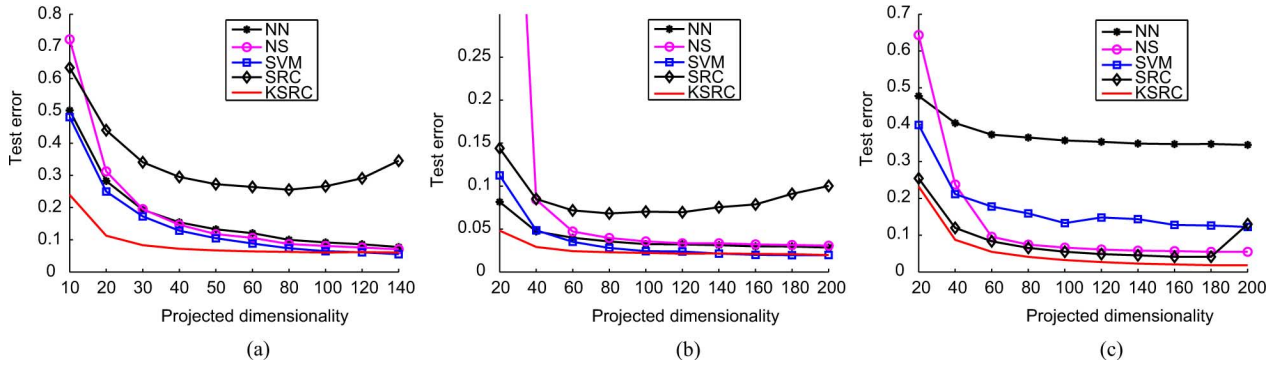 0.8
0.7
0.6
0.5
0.4
0.3
0.2
0.1
0
Test error
10 20 30 40 50 60 80 100 120 140
Projected dimensionality
NN
NS
SVM
SRC
KSRC
(a)
0.25
0.2
0.15
0.1
0.05
0
Test error
20 40 60 80 100 120 140 160 180 200
Projected dimensionality
NN
NS
SVM
SRC
KSRC
(b)
0.7
0.6
0.5
0.4
0.3
0.2
0.1
0
Test error
20 40 60 80 100 120 140 160 180 200
Projected dimensionality
NN
NS
SVM
SRC
KSRC
(c)